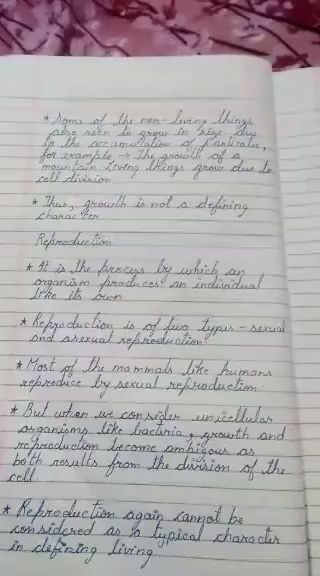 * Some of the non-living things
also seen to grow in size due
to the accumulation of particales,
for example → the growth of a
mountain Living things grow due to
cell division
* Thus, growth is not a defining
character
Reproduction
* It is the process by which an
organism produces an individual
like its own
* Reproduction is of two types - sexual
and asexual reproduction
* Most of the mammals like humans
reproduce by sexual reproduction.
* But when we consider unicellular
organisms like bacteria, growth and
reproduction become ambigous as
both results from the division of the
cell
* Reproduction again cannot be
considered as a typical character
in defining living